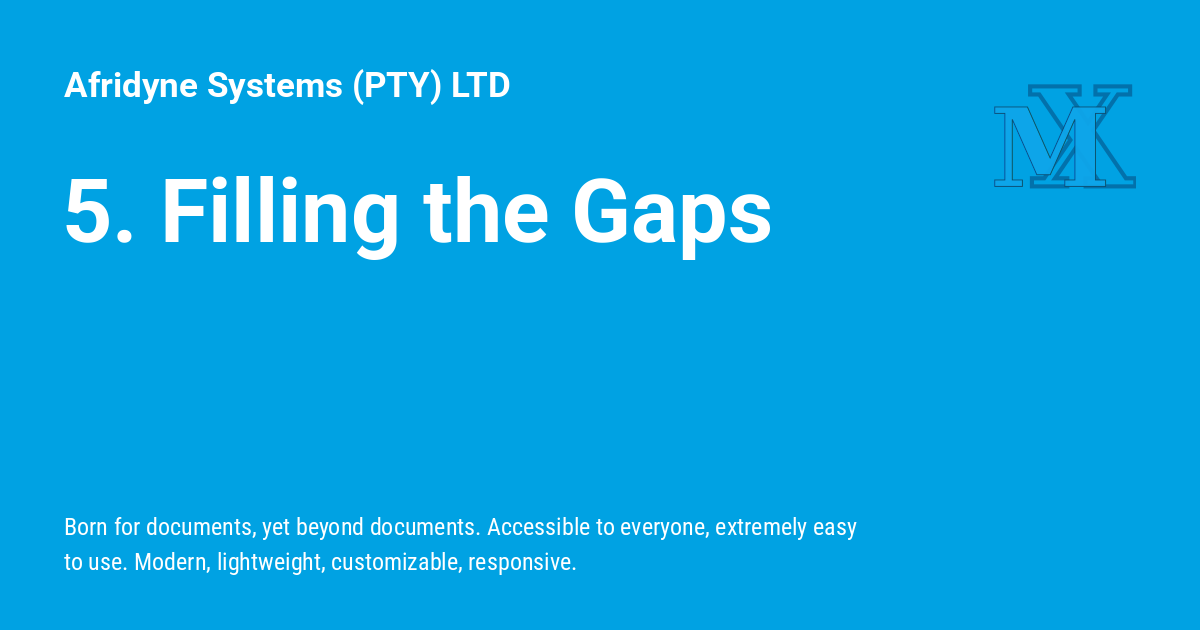 Afridyne Systems (PTY) LTD
MX
5. Filling the Gaps
Born for documents, yet beyond documents. Accessible to everyone, extremely easy
to use. Modern, lightweight, customizable, responsive.